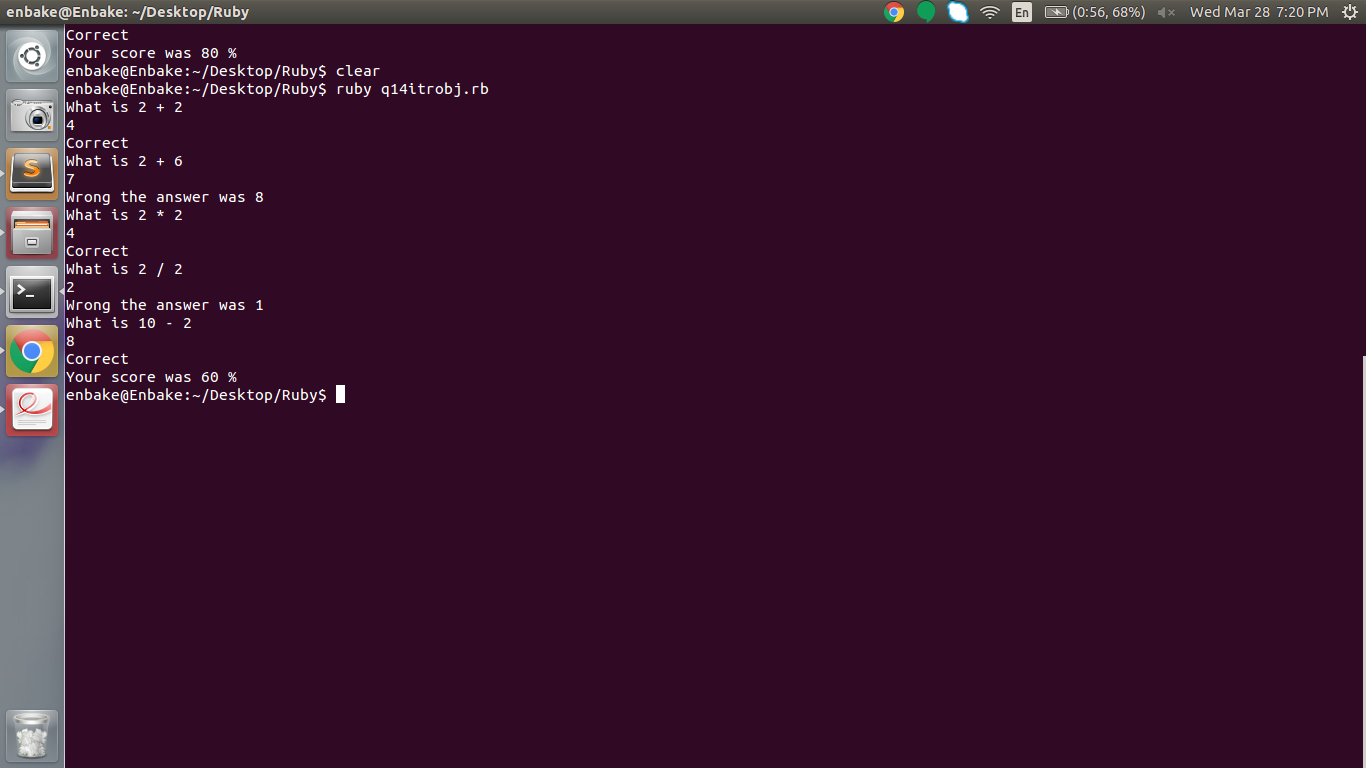 enbake@Enbake: ~/Desktop/Ruby
En
(0:56, 68%)
Wed Mar 28 7:20 PM
Correct
Your score was 80 %
enbake@Enbake:~/Desktop/Ruby$ clear
enbake@Enbake:~/Desktop/Ruby$ ruby q14itrobj.rb
What is 2 + 2
4
Correct
What is 2 + 6
7
Wrong the answer was 8
What is 2 * 2
4
Correct
What is 2 / 2
2
Wrong the answer was 1
What is 10 - 2
8
Correct
Your score was 60 %
enbake@Enbake:~/Desktop/Ruby$